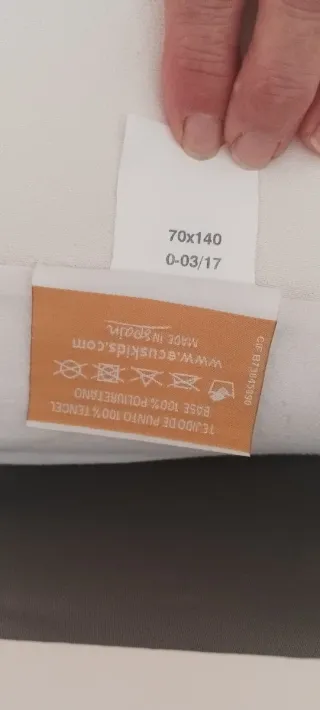 70x140
0-03/17
TEJIDO DE PUNTO 100% TENCEL
BASE 100% POLIURETANO
www.ecuskids.com
MADE IN spain